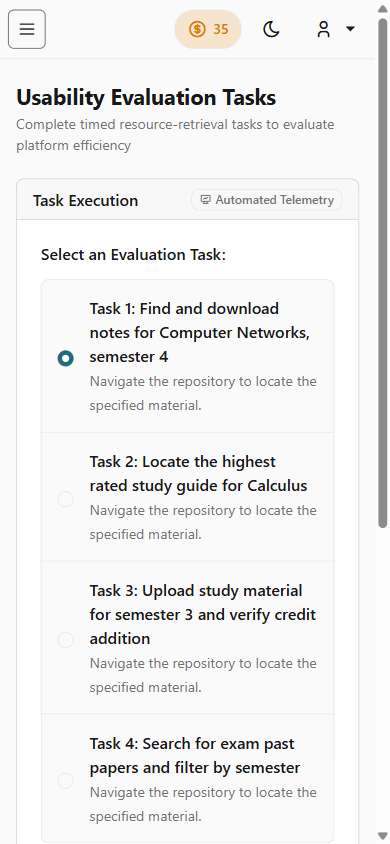 35
Usability Evaluation Tasks
Complete timed resource-retrieval tasks to evaluate
platform efficiency
Task Execution
Automated Telemetry
Select an Evaluation Task:
Task 1: Find and download
notes for Computer Networks,
semester 4
Navigate the repository to locate the
specified material.
Task 2: Locate the highest
rated study guide for Calculus
Navigate the repository to locate the
specified material.
Task 3: Upload study material
for semester 3 and verify credit
addition
Navigate the repository to locate the
specified material.
Task 4: Search for exam past
papers and filter by semester
Navigate the repository to locate the
specified material.